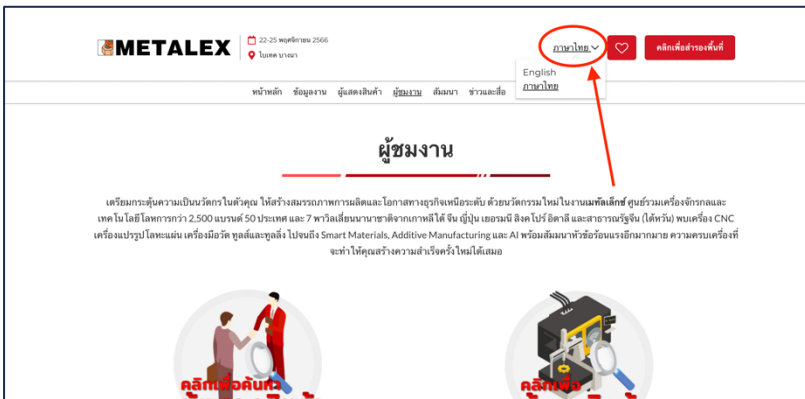 METALEX
22-25 พฤศจิกายน 2566
ไบเทค บางนา
ภาษาไทย
คลิกเพื่อสำรองพื้นที่
English
ภาษาไทย
หน้าหลัก ข้อมูลงาน ผู้แสดงสินค้า ผู้ชมงาน สัมมนา ข่าวและสื่อ
ผู้ชมงาน
เตรียมกระตุ้นความเป็นนวัตกรในตัวคุณ ให้สร้างสมรรถภาพการผลิตและโอกาสทางธุรกิจเหนือระดับ ด้วยนวัตกรรมใหม่ในงานเมทัลเล็กซ์ ศูนย์รวมเครื่องจักรกลและ
เทคโนโลยีโลหการกว่า 2,500 แบรนด์ 50 ประเทศ และ 7 พาวิลเลี่ยนนานาชาติจากเกาหลีใต้ จีน ญี่ปุ่น เยอรมนี สิงคโปร์ อิตาลี และสาธารณรัฐจีน (ไต้หวัน) พบเครื่อง CNC
เครื่องแปรรูปโลหะแผ่น เครื่องมือวัด ทูลส์และทูลลิ่ง ไปจนถึง Smart Materials, Additive Manufacturing และ AI พร้อมสัมมนาหัวข้อร้อนแรงอีกมากมาย ความครบเครื่องที่
จะทำให้คุณสร้างความสำเร็จครั้งใหม่ได้เสมอ
คลิกเพื่อค้นหา
คลิกเพื่อ